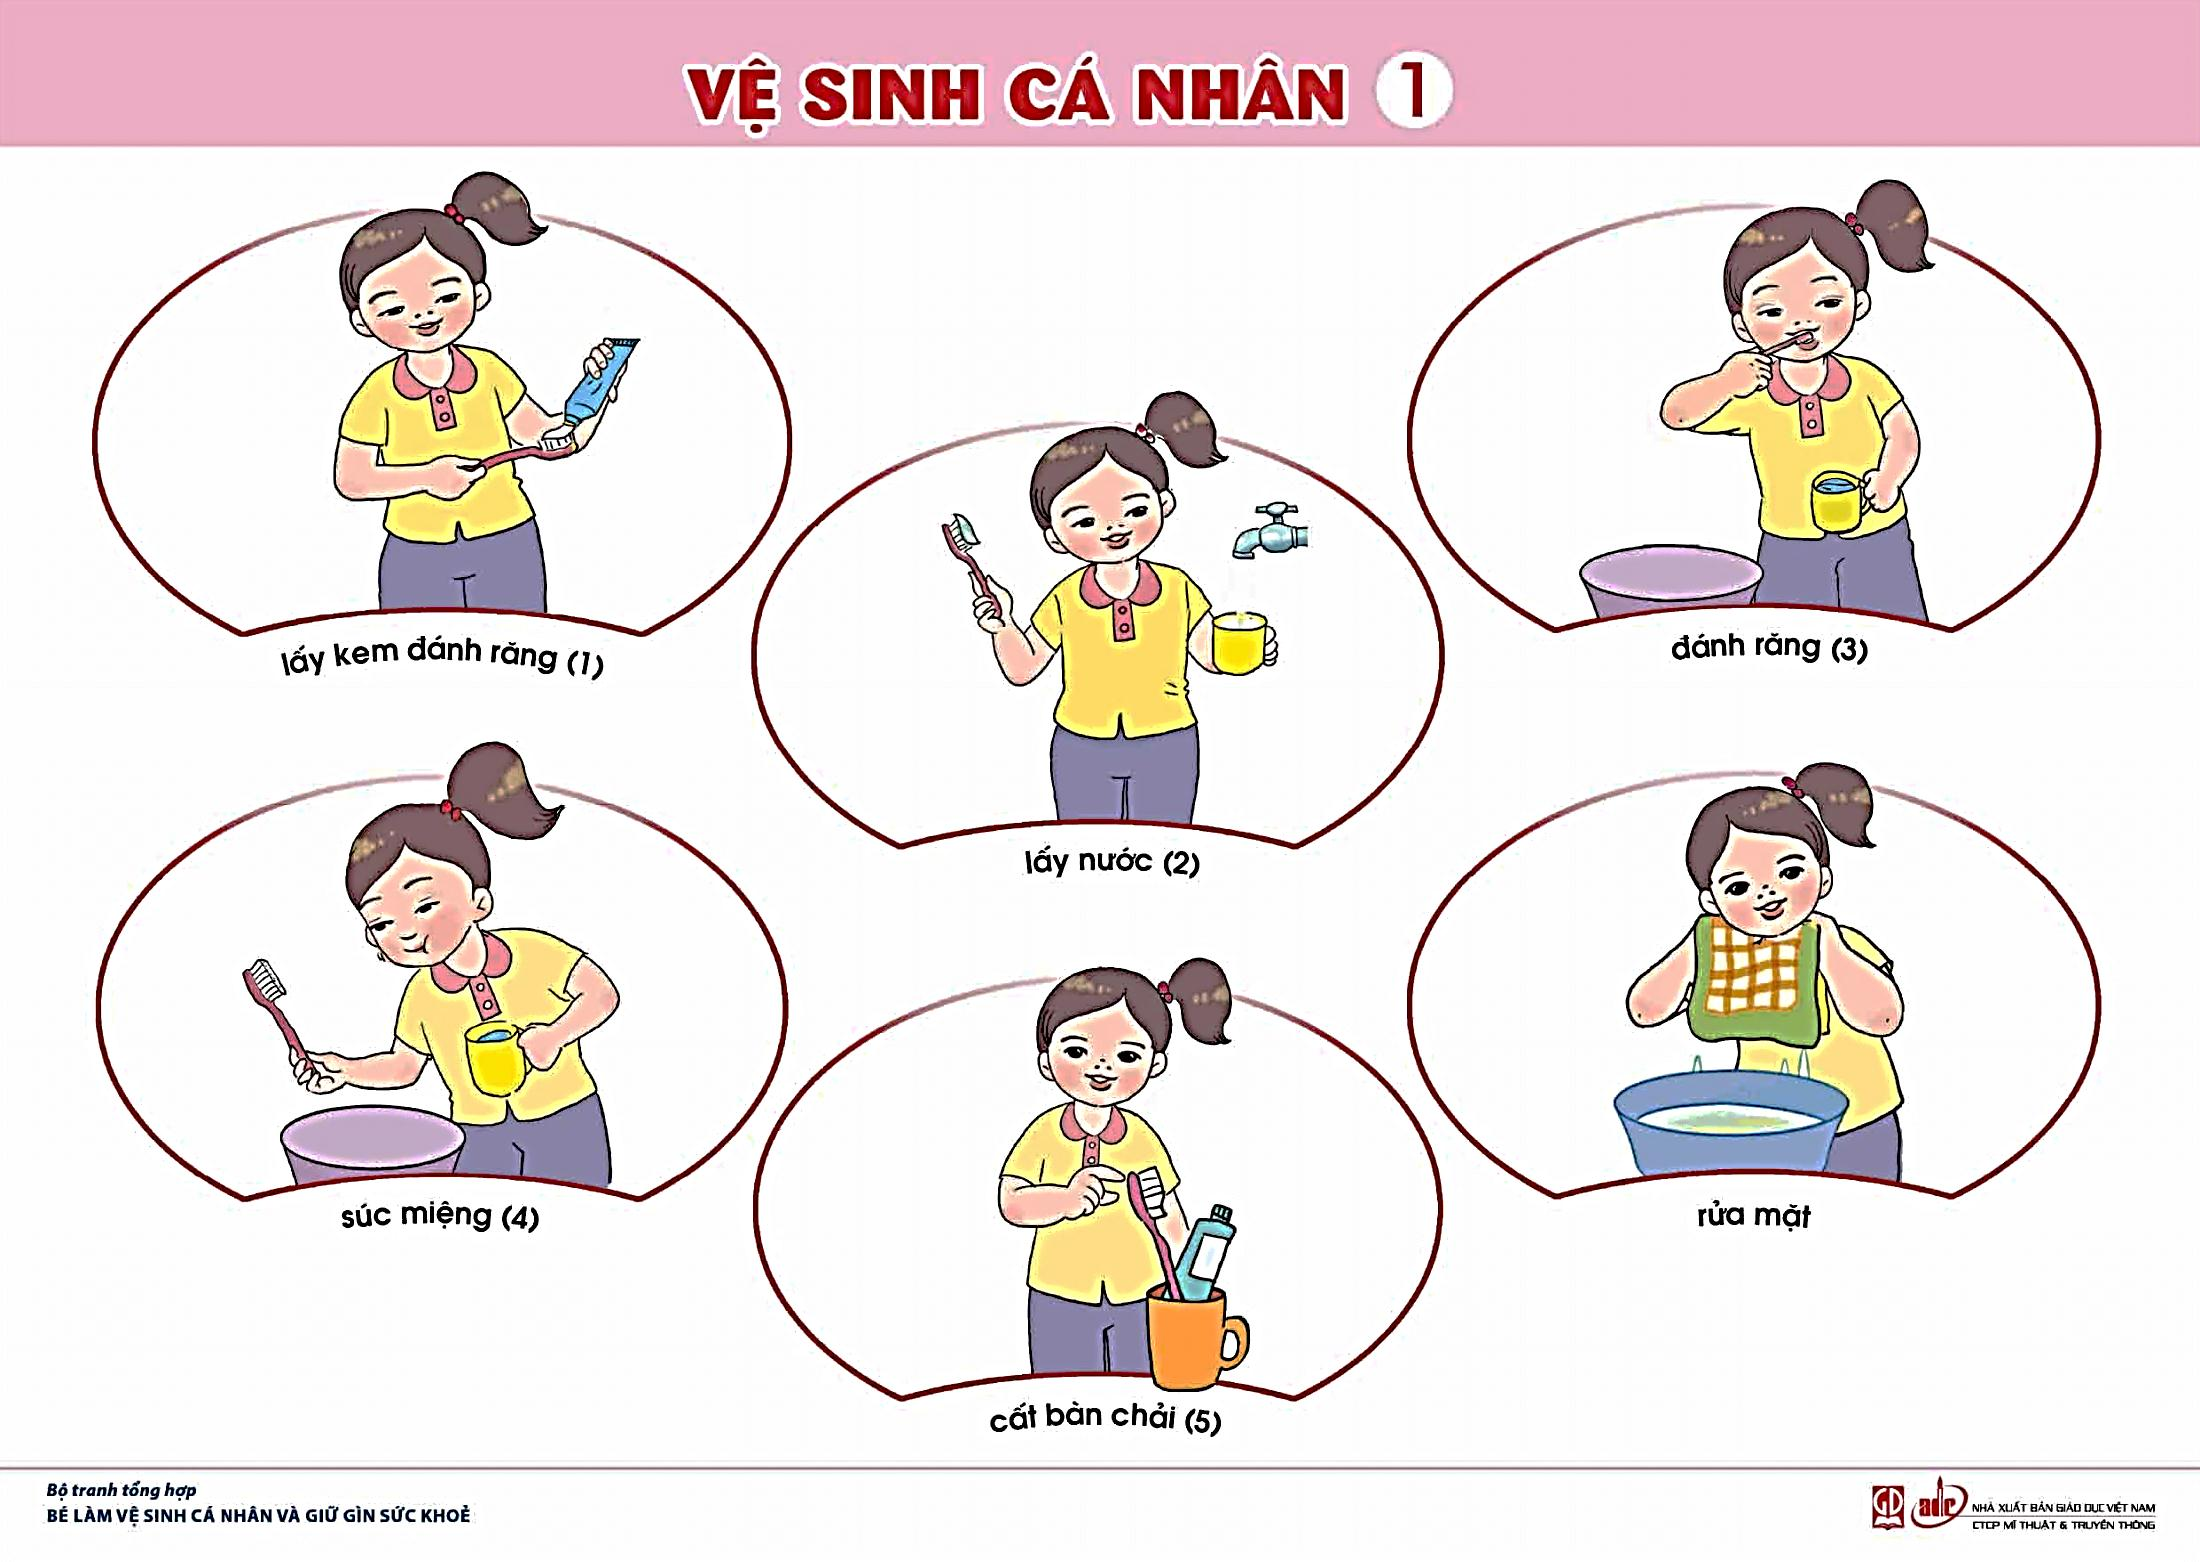 VỆ SINH CÁ NHÂN 1
lấy kem đánh răng (1)
lấy nước (2)
đánh răng (3)
súc miệng (4)
cất bàn chải (5)
rửa mặt
Bộ tranh tổng hợp
BÉ LÀM VỆ SINH CÁ NHÂN VÀ GIỮ GÌN SỨC KHOẺ
GD
adc
NHÀ XUẤT BẢN GIÁO DỤC VIỆT NAM
CTCP MĨ THUẬT & TRUYỀN THÔNG